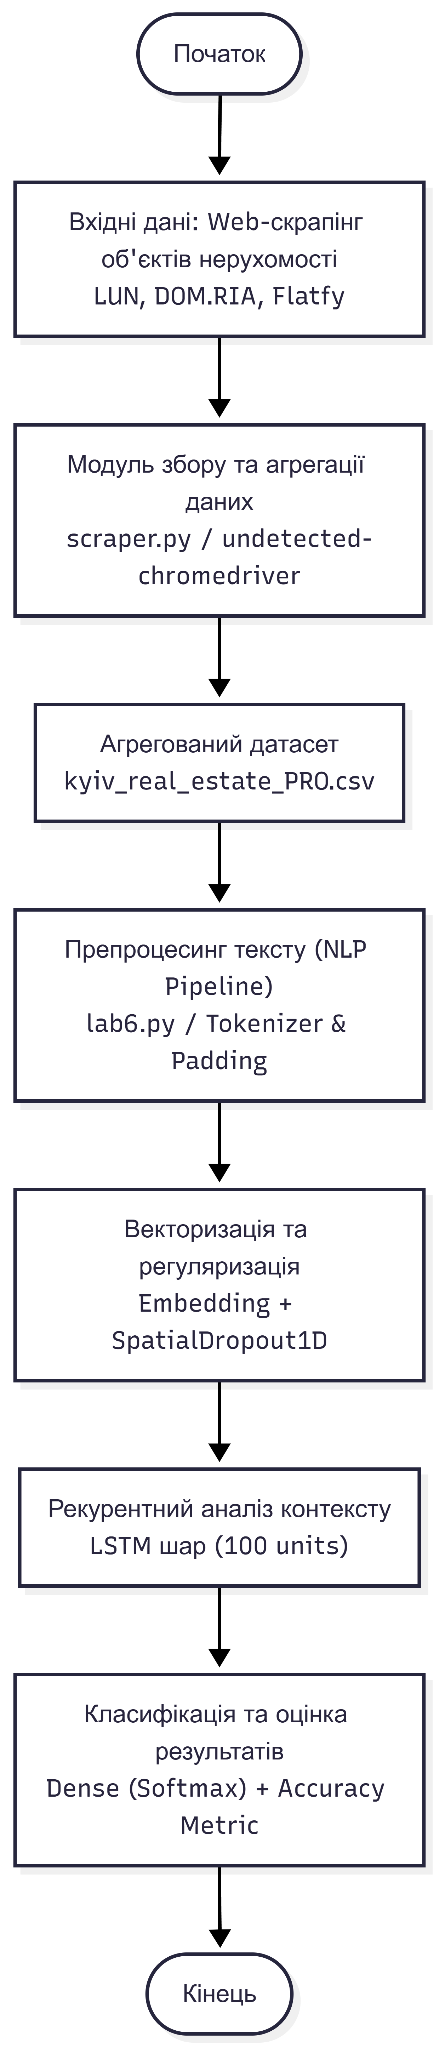 Початок
Вхідні дані: Web-скрапінг
об'єктів нерухомості
LUN, DOM.RIA, Flatfy
Модуль збору та агрегації
даних
scraper.py / undetected-
chromedriver
Агрегований датасет
kyiv_real_estate_PRO.csv
Препроцесинг тексту (NLP
Pipeline)
lab6.py / Tokenizer &
Padding
Векторизація та
регуляризація
Embedding +
SpatialDropout1D
Рекурентний аналіз контексту
LSTM шар (100 units)
Класифікація та оцінка
результатів
Dense (Softmax) + Accuracy
Metric
Кінець